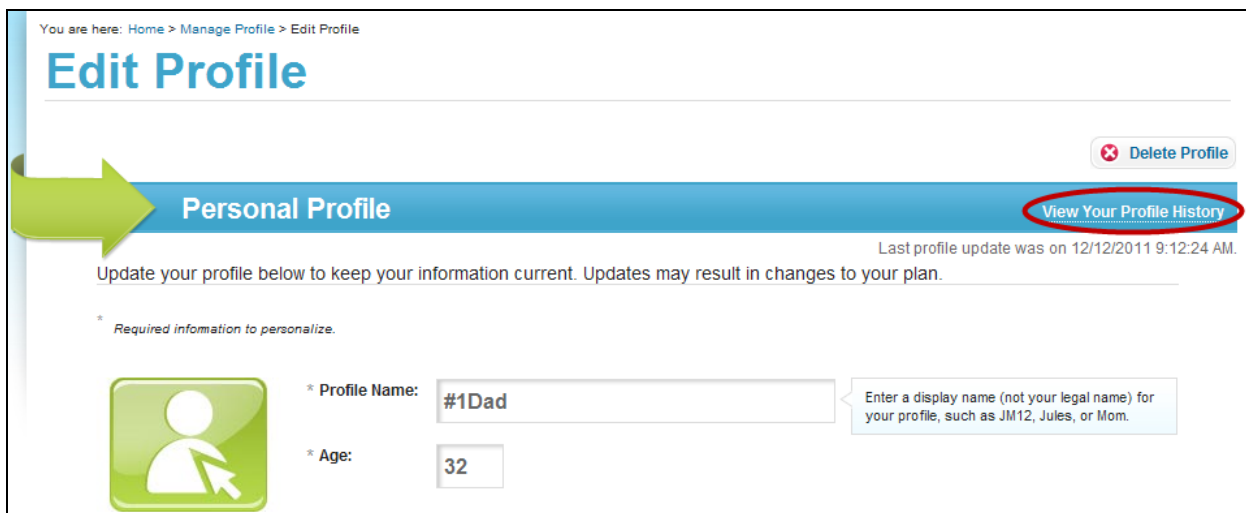 You are here: Home > Manage Profile > Edit Profile
Edit Profile
Delete Profile
Personal Profile
View Your Profile History
Last profile update was on 12/12/2011 9:12:24 AM.
Update your profile below to keep your information current. Updates may result in changes to your plan.
* Required information to personalize.
* Profile Name:
#1Dad
Enter a display name (not your legal name) for
your profile, such as JM12, Jules, or Mom.
* Age:
32